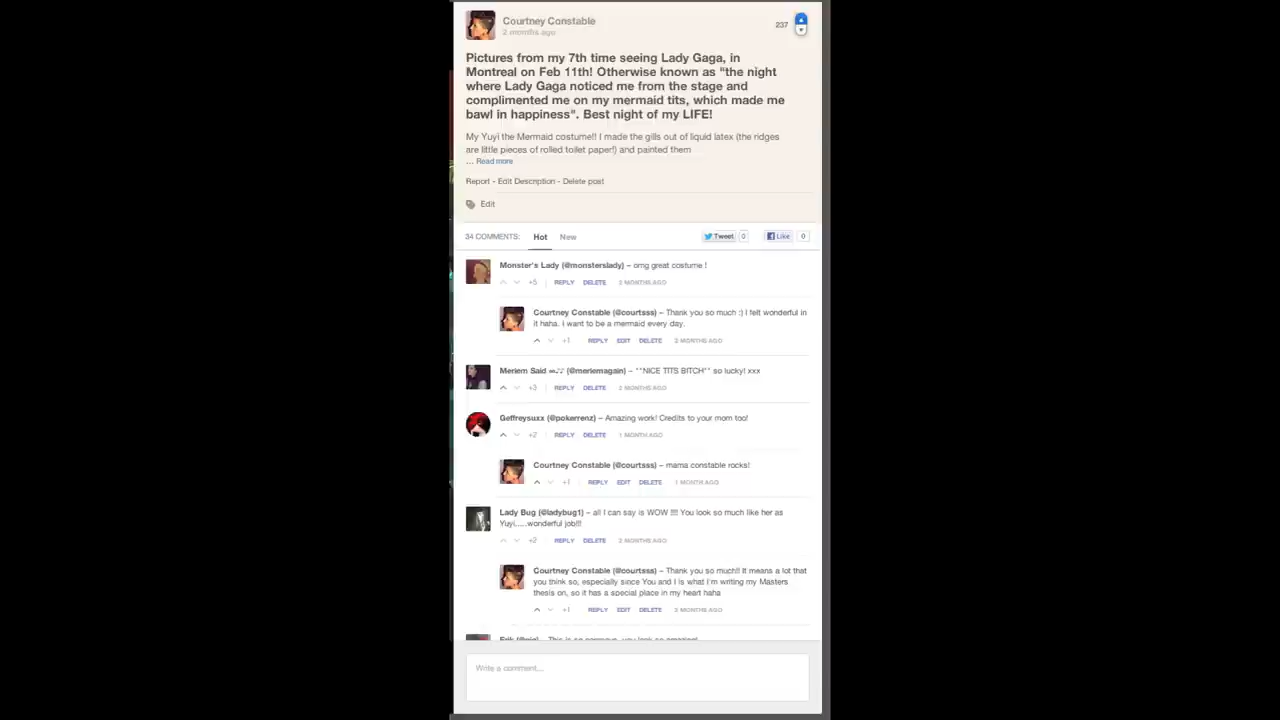 Courtney Constable
2 months ago
237
Pictures from my 7th time seeing Lady Gaga, in
Montreal on Feb 11th! Otherwise known as "the night
where Lady Gaga noticed me from the stage and
complimented me on my mermaid tits, which made me
bawl in happiness". Best night of my LIFE!
My Yuyi the Mermaid costume!! I made the gills out of liquid latex (the ridges
are little pieces of rolled toilet paper!) and painted them
... Read more
Report - Edit Description - Delete post
Edit
34 COMMENTS: Hot New Tweet 0 Like 0
Monster's Lady (@monsterslady) – omg great costume !
+5 | REPLY DELETE 2 MONTHS AGO
Courtney Constable (@courtsss) – Thank you so much :) I felt wonderful in
it haha. I want to be a mermaid every day.
+1 REPLY EDIT DELETE 2 MONTHS AGO
Meriem Said (@meriemagain) – **NICE TITS BITCH** so lucky! xxx
+3 | REPLY DELETE 2 MONTHS AGO
Geffreysuxx (@pokerrenz) – Amazing work! Credits to your mom too!
+2 | REPLY DELETE 1 MONTH AGO
Courtney Constable (@courtsss) – mama constable rocks!
+1 | REPLY EDIT DELETE 1 MONTH AGO
Lady Bug (@ladybug1) – all I can say is WOW !!!! You look so much like her as
Yuyi.....wonderful job!!!
+2 REPLY DELETE 2 MONTHS AGO
Courtney Constable (@courtsss) – Thank you so much!! It means a lot that
you think so, especially since You and I is what I'm writing my Masters
thesis on, so it has a special place in my heart haha
+1 REPLY EDIT DELETE 2 MONTHS AGO
Write a comment...